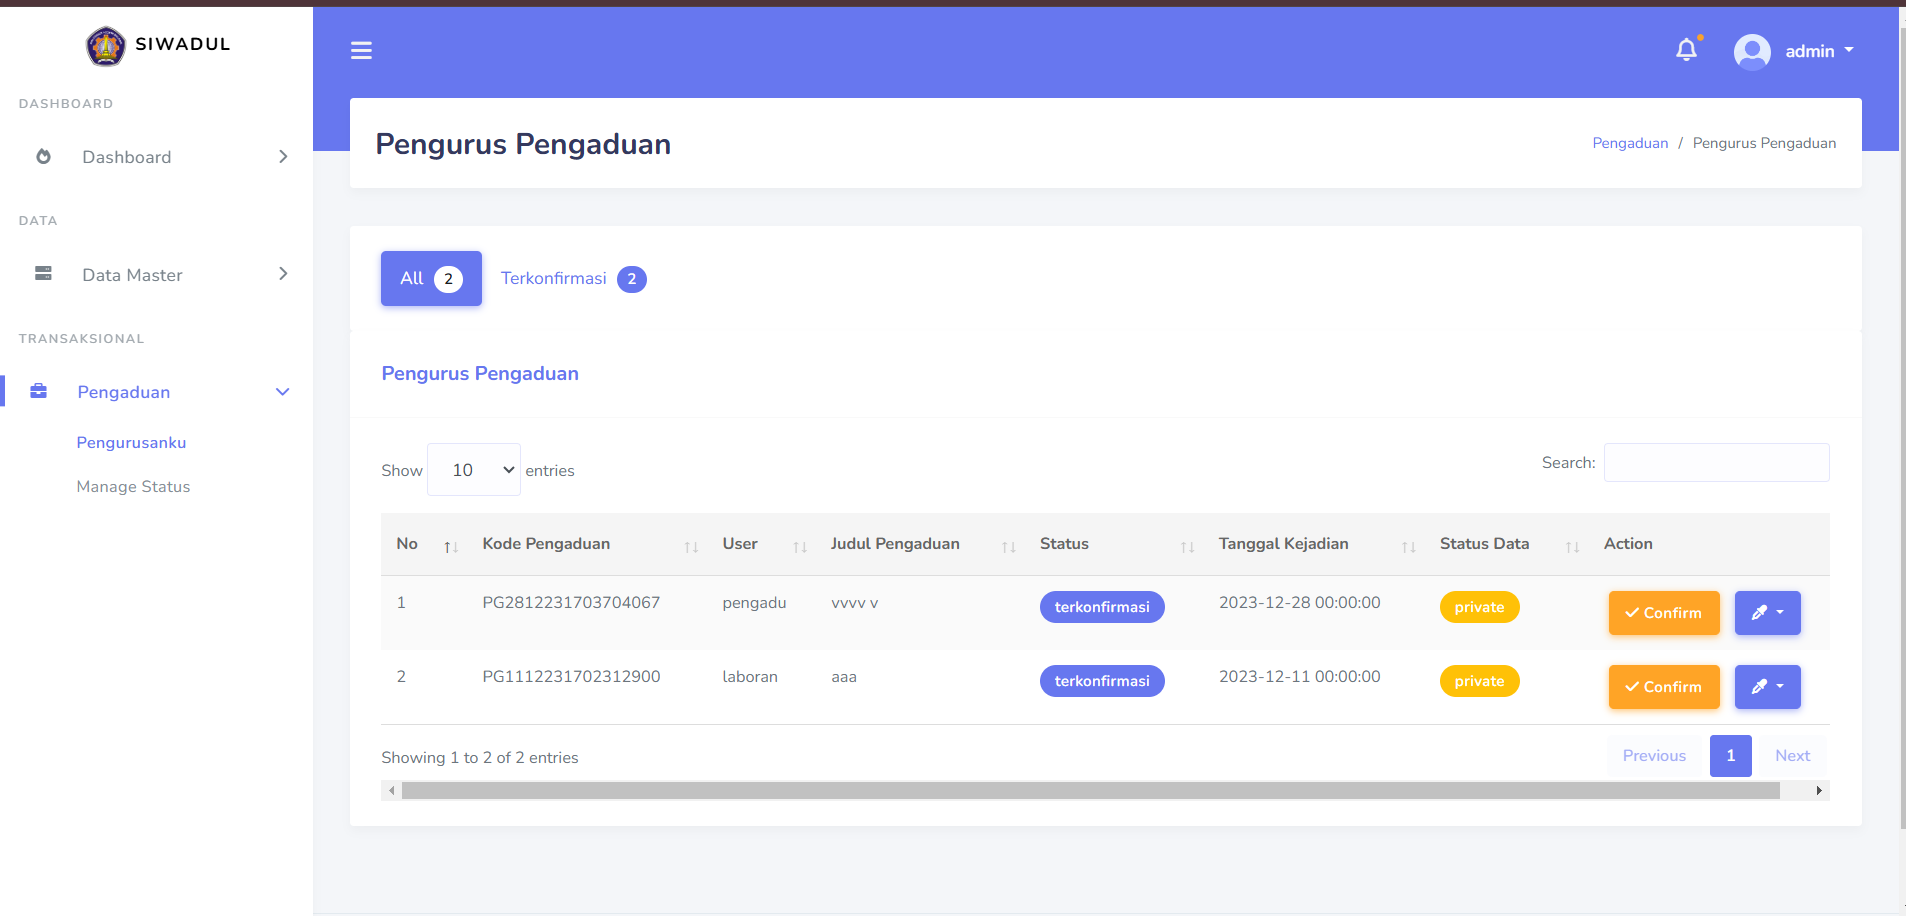 SIWADUL
DASHBOARD
Dashboard
DATA
Data Master
TRANSAKSIONAL
Pengaduan
Pengurusanku
Manage Status
admin
Pengurus Pengaduan
Pengaduan / Pengurus Pengaduan
All 2 Terkonfirmasi 2
Pengurus Pengaduan
Show 10 entries
Search:
No Kode Pengaduan User Judul Pengaduan Status Tanggal Kejadian Status Data Action
1 PG2812231703704067 pengadu vvvv v terkonfirmasi 2023-12-28 00:00:00 private Confirm
2 PG1112231702312900 laboran aaa terkonfirmasi 2023-12-11 00:00:00 private Confirm
Showing 1 to 2 of 2 entries
Previous 1 Next